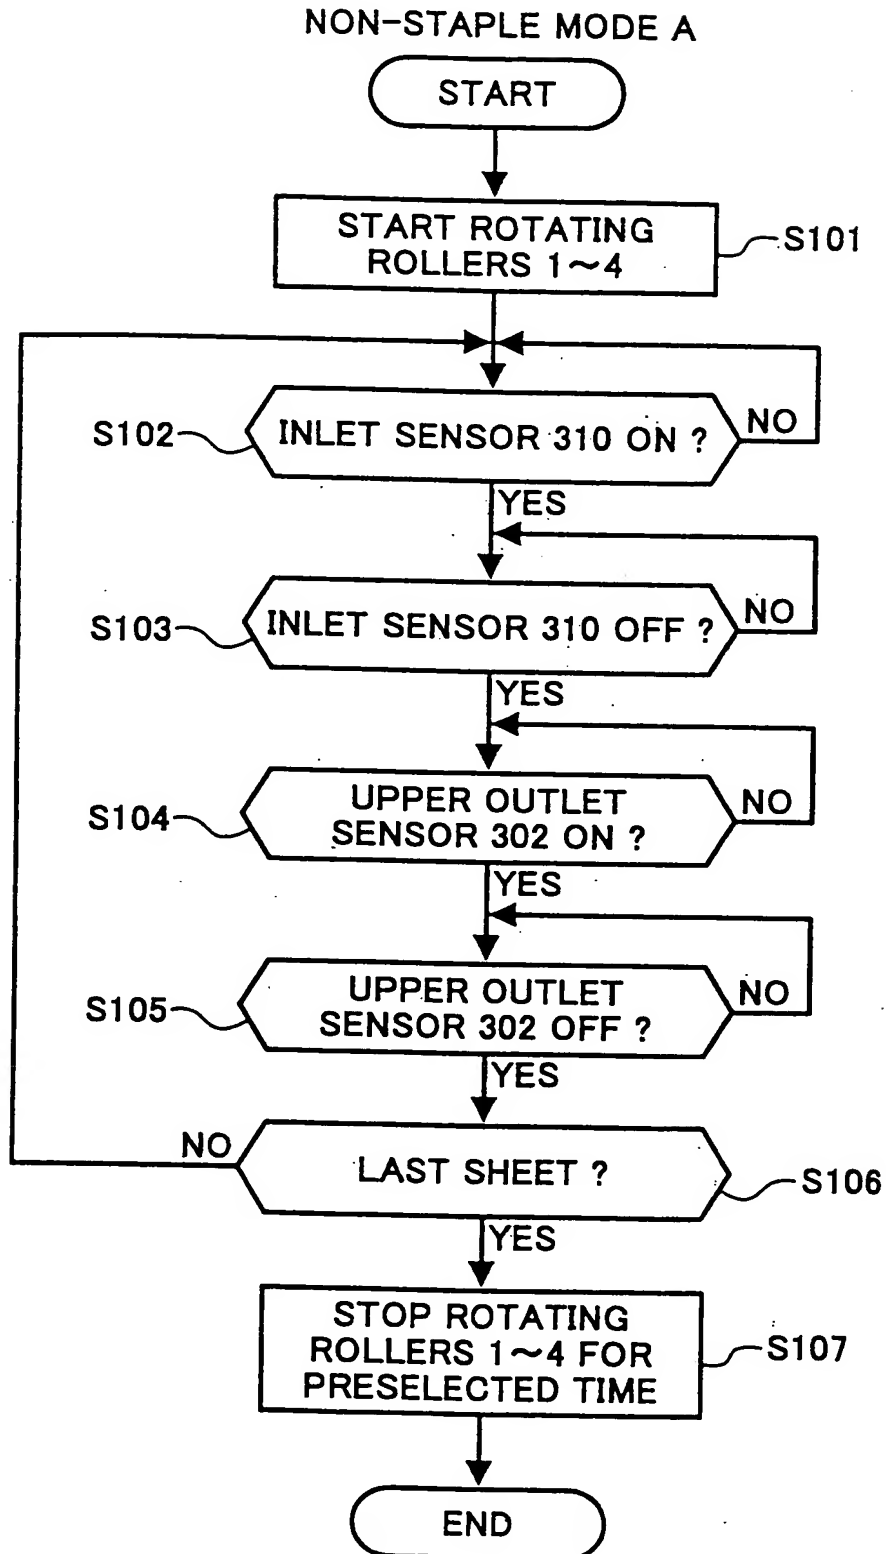 NON-STAPLE MODE A
START
START ROTATING
ROLLERS 1~4
S101
S102
INLET SENSOR 310 ON ?
NO
YES
S103
INLET SENSOR 310 OFF ?
NO
YES
S104
UPPER OUTLET
SENSOR 302 ON ?
NO
YES
S105
UPPER OUTLET
SENSOR 302 OFF ?
NO
YES
NO
LAST SHEET ?
S106
YES
STOP ROTATING
ROLLERS 1~4 FOR
PRESELECTED TIME
S107
END